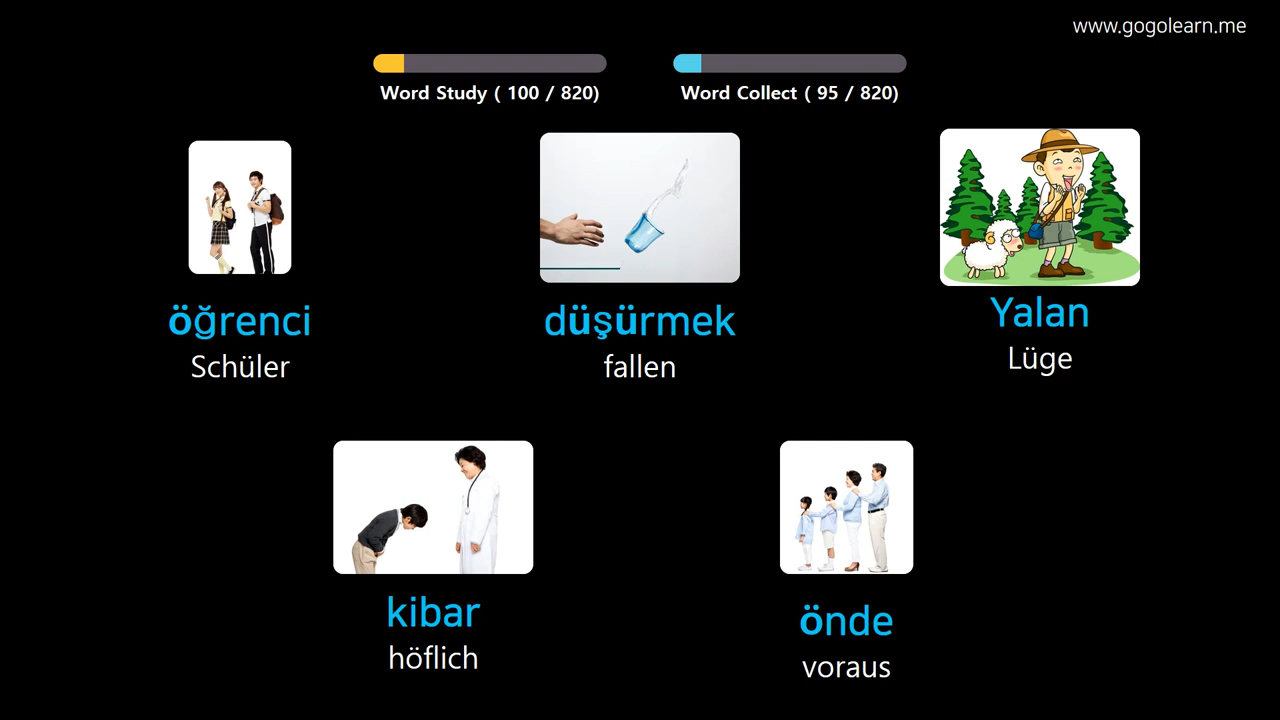 www.gogolearn.me
Word Study ( 100 / 820)
Word Collect ( 95 / 820)
öğrenci
Schüler
düşürmek
fallen
Yalan
Lüge
kibar
höflich
önde
voraus